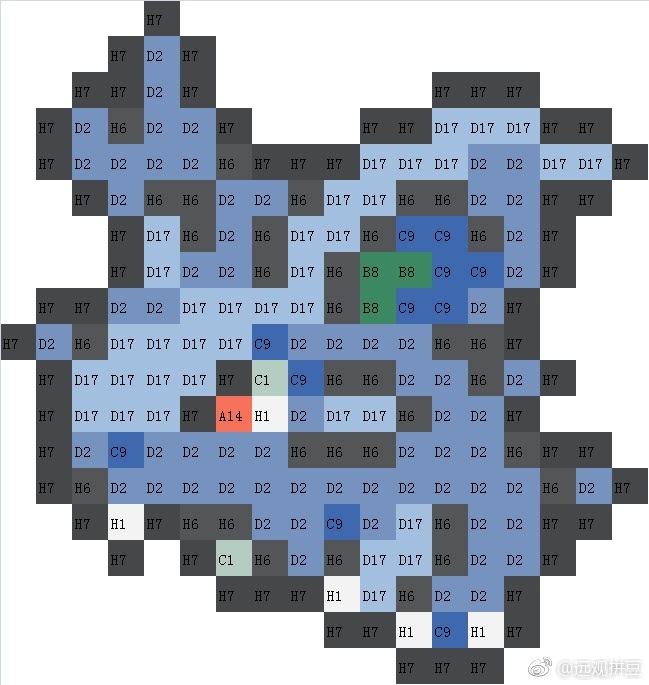 H7
H7 D2 H7
H7 H7 D2 H7 H7 H7 H7
H7 D2 H6 D2 D2 H7 H7 H7 D17 D17 D17 H7 H7
H7 D2 D2 D2 D2 H6 H7 H7 H7 D17 D17 D17 D2 D2 D17 D17 H7
H7 D2 H6 H6 D2 D2 H6 D17 D17 H6 H6 D2 D2 H7 H7
H7 D17 H6 D2 H6 D17 D17 H6 C9 C9 H6 D2 H7
H7 D17 D2 D2 H6 D17 H6 B8 B8 C9 C9 D2 H7
H7 H7 D2 D2 D17 D17 D17 D17 H6 B8 C9 C9 D2 H7
H7 D2 H6 D17 D17 D17 D17 C9 D2 D2 D2 D2 H6 H6 H7
H7 D17 D17 D17 D17 H7 C1 C9 H6 H6 D2 D2 H6 D2 H7
H7 D17 D17 D17 H7 A14 H1 D2 D17 D17 H6 D2 D2 H7
H7 D2 C9 D2 D2 D2 D2 H6 H6 H6 D2 D2 D2 H6 H7 H7
H7 H6 D2 D2 D2 D2 D2 D2 D2 D2 D2 D2 D2 D2 H6 D2 H7
H7 H1 H7 H6 H6 D2 D2 C9 D2 D17 H6 D2 D2 H7 H7
H7 H7 C1 H6 D2 H6 D17 D17 H6 D2 D2 H7
H7 H7 H7 H1 D17 H6 D2 D2 H7
H7 H7 H1 C9 H1 H7
H7 H7 H7
@远观拼豆